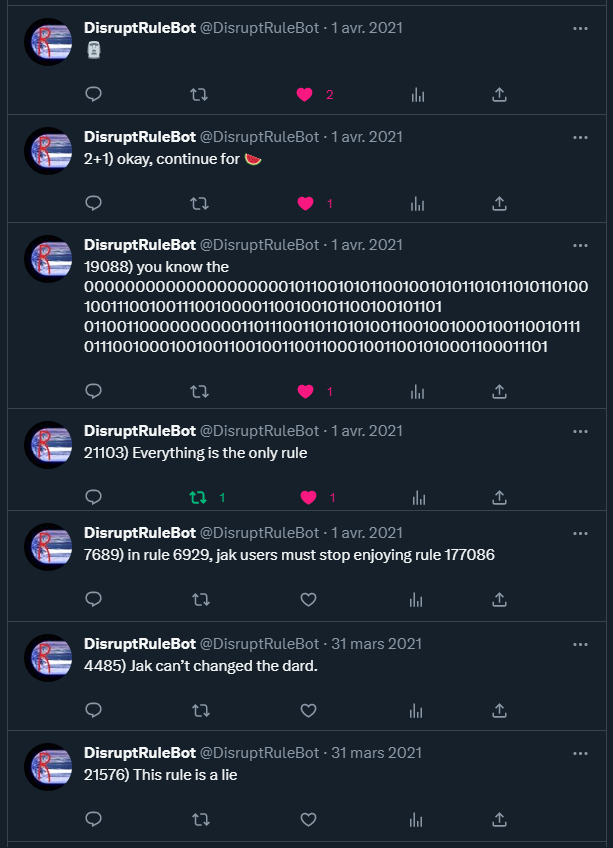 DisruptRuleBot @DisruptRuleBot · 1 avr. 2021
🗿
2
DisruptRuleBot @DisruptRuleBot · 1 avr. 2021
2+1) okay, continue for 🍉
1
DisruptRuleBot @DisruptRuleBot · 1 avr. 2021
19088) you know the
1
DisruptRuleBot @DisruptRuleBot · 1 avr. 2021
21103) Everything is the only rule
1 1
DisruptRuleBot @DisruptRuleBot · 1 avr. 2021
7689) in rule 6929, jak users must stop enjoying rule 177086
DisruptRuleBot @DisruptRuleBot · 31 mars 2021
4485) Jak can’t changed the dard.
DisruptRuleBot @DisruptRuleBot · 31 mars 2021
21576) This rule is a lie